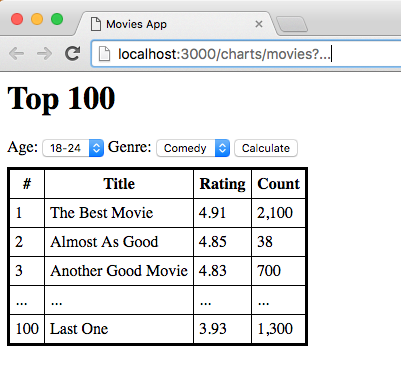 Movies App
localhost:3000/charts/movies?...
Top 100
Age: 18-24 Genre: Comedy Calculate
# Title Rating Count
1 The Best Movie 4.91 2,100
2 Almost As Good 4.85 38
3 Another Good Movie 4.83 700
... ... ... ...
100 Last One 3.93 1,300